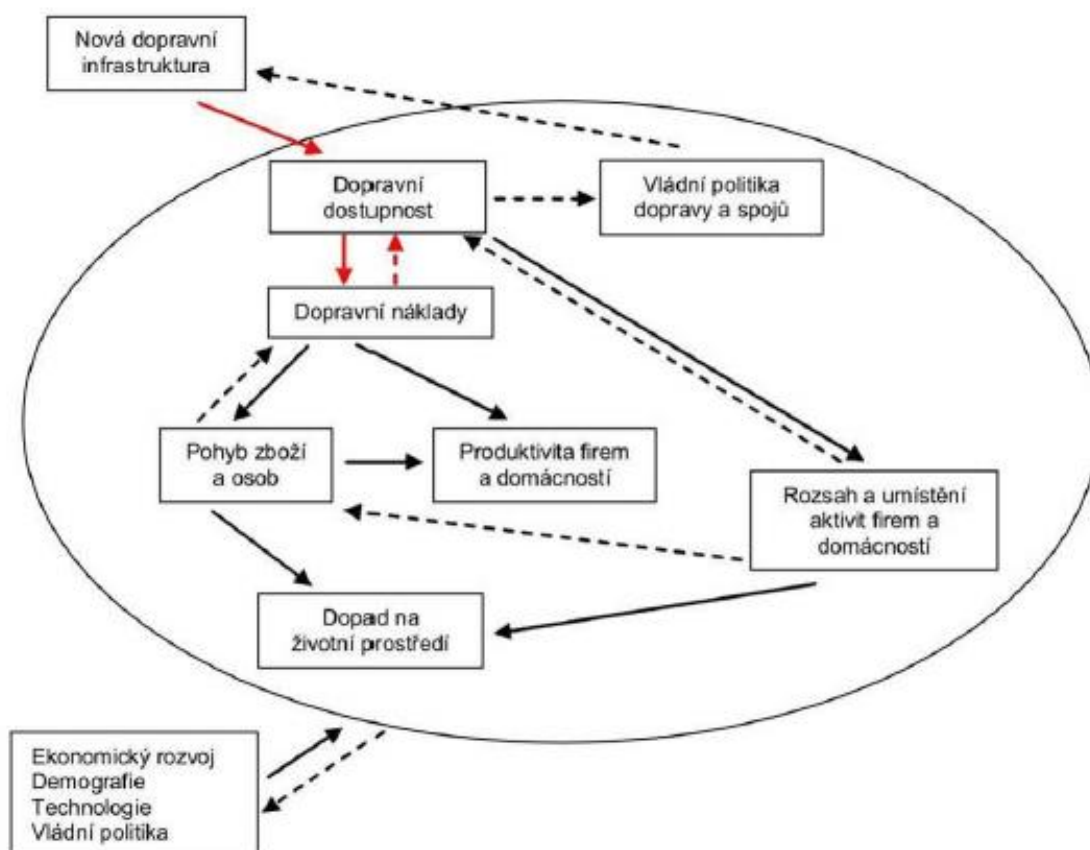 Nová dopravní
infrastruktura
Dopravní
dostupnost
Vládní politika
dopravy a spojů
Dopravní náklady
Pohyb zboží
a osob
Produktivita firem
a domácností
Rozsah a umístění
aktivit firem a
domácností
Dopad na
životní prostředí
Ekonomický rozvoj
Demografie
Technologie
Vládní politika